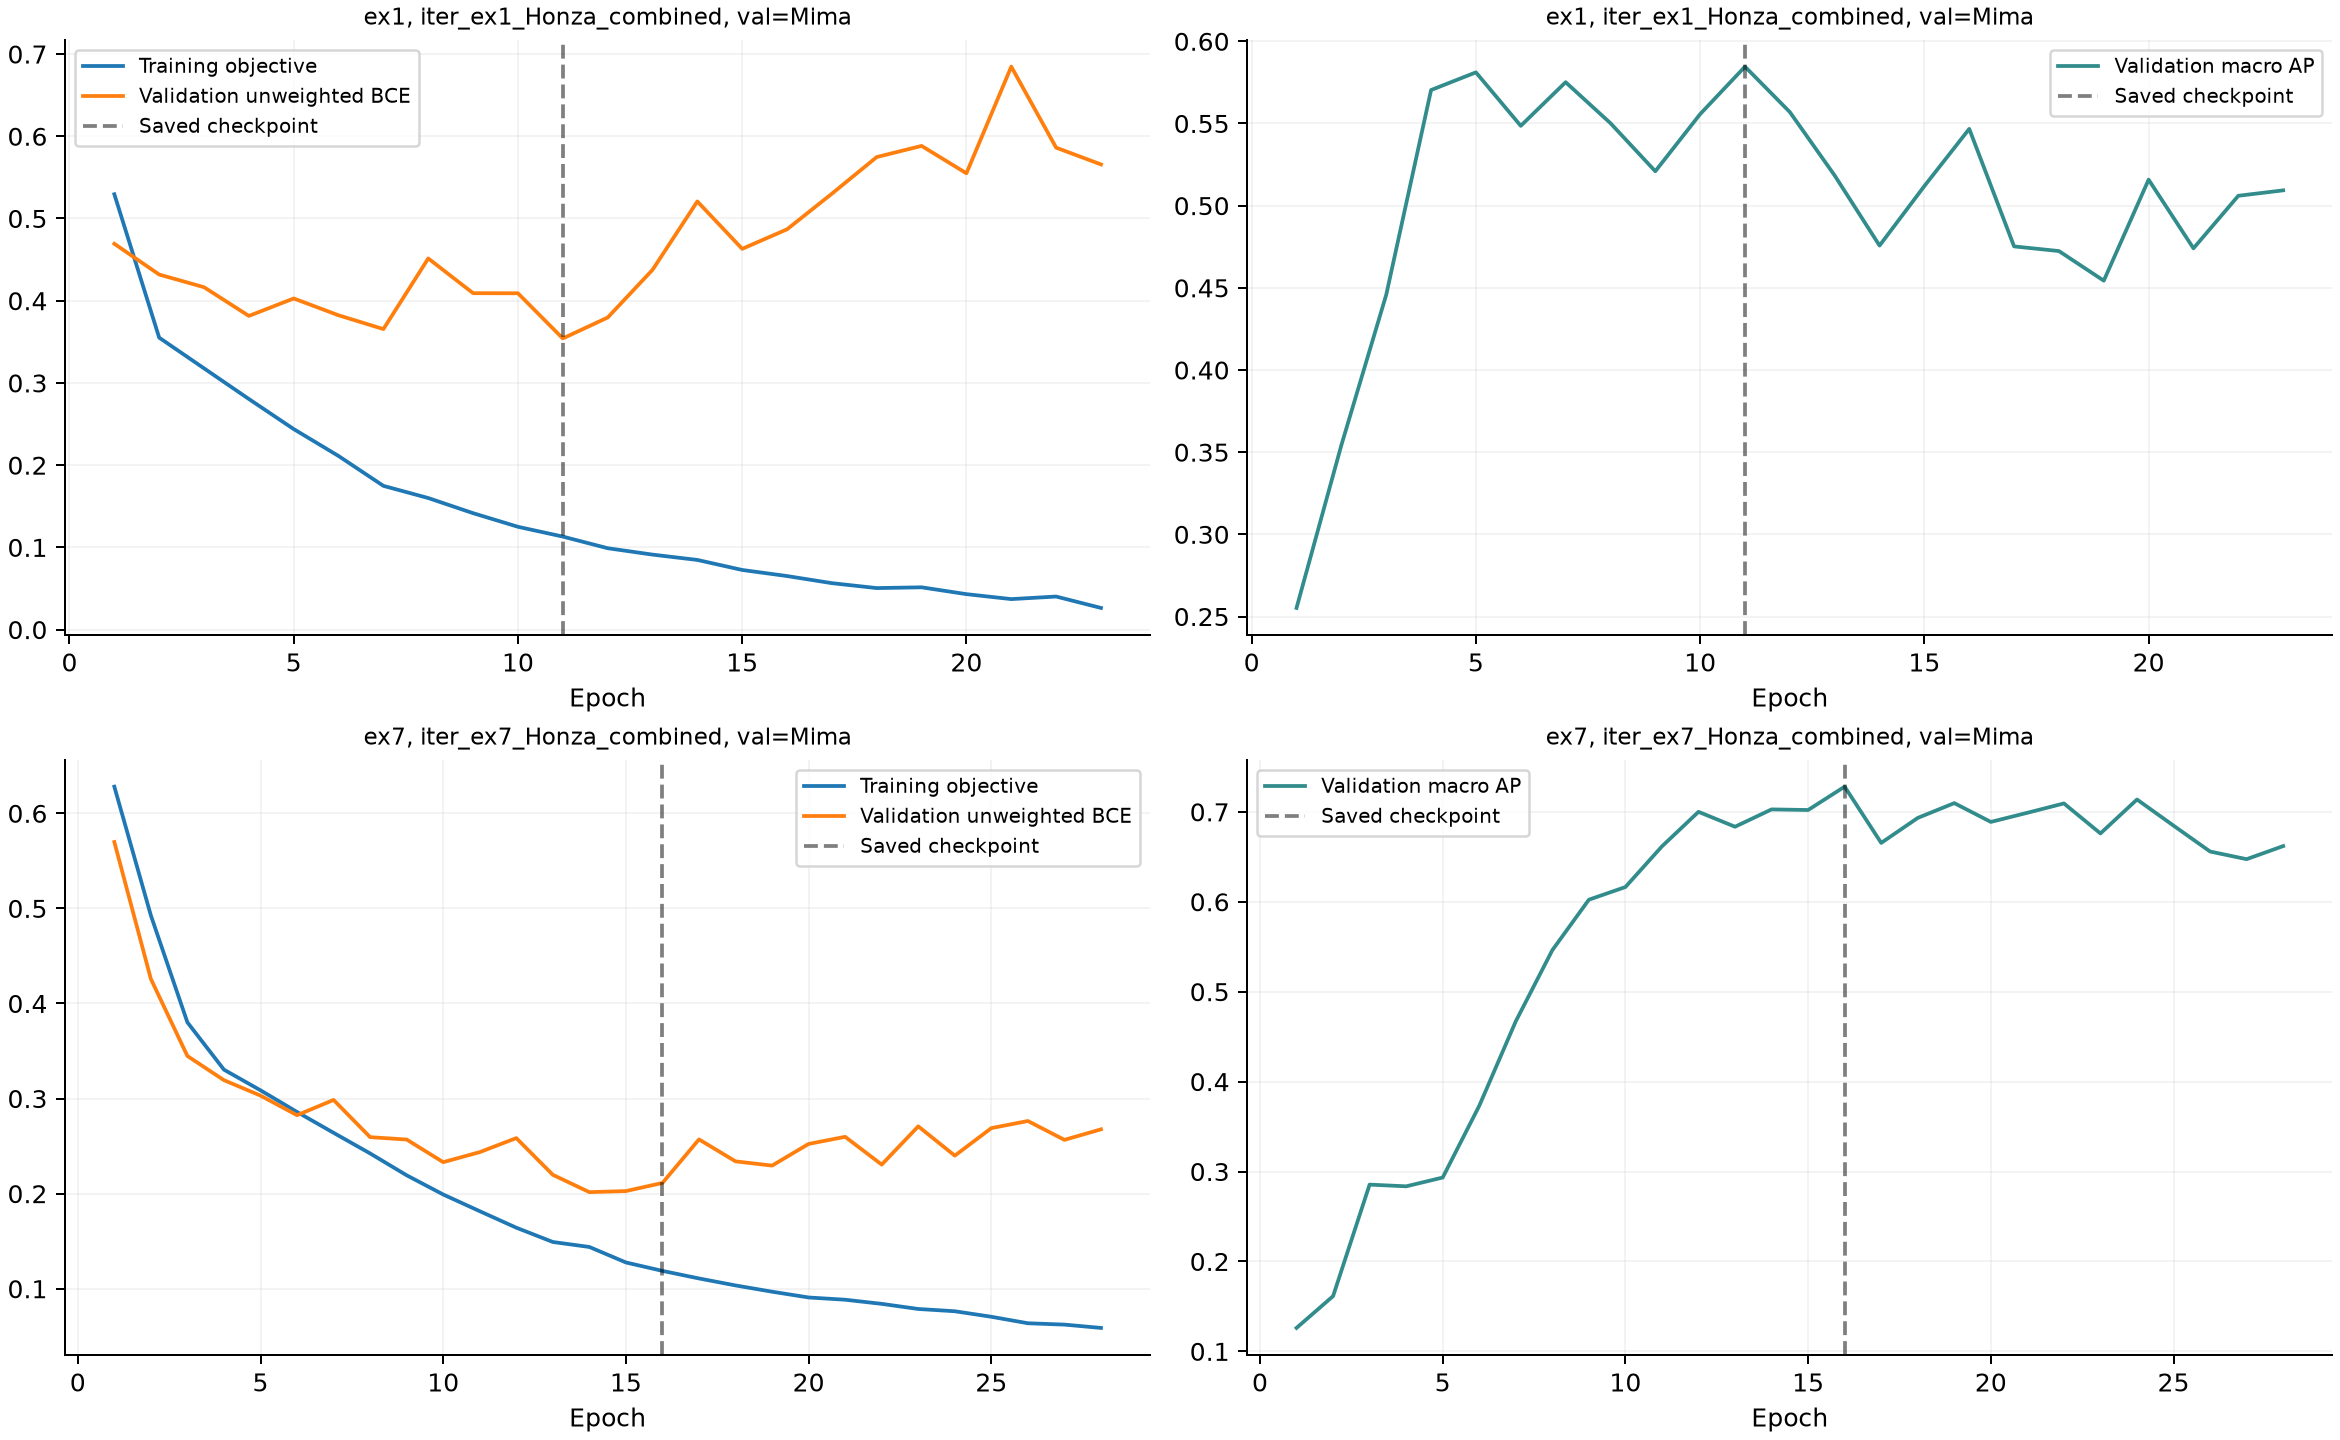 ex1, iter_ex1_Honza_combined, val=Mima
0.7
0.6
0.5
0.4
0.3
0.2
0.1
0.0
Training objective
Validation unweighted BCE
Saved checkpoint
0 5 10 15 20
Epoch
ex1, iter_ex1_Honza_combined, val=Mima
0.60
0.55
0.50
0.45
0.40
0.35
0.30
0.25
Validation macro AP
Saved checkpoint
0 5 10 15 20
Epoch
ex7, iter_ex7_Honza_combined, val=Mima
0.6
0.5
0.4
0.3
0.2
0.1
Training objective
Validation unweighted BCE
Saved checkpoint
0 5 10 15 20 25
Epoch
ex7, iter_ex7_Honza_combined, val=Mima
0.7
0.6
0.5
0.4
0.3
0.2
0.1
Validation macro AP
Saved checkpoint
0 5 10 15 20 25
Epoch